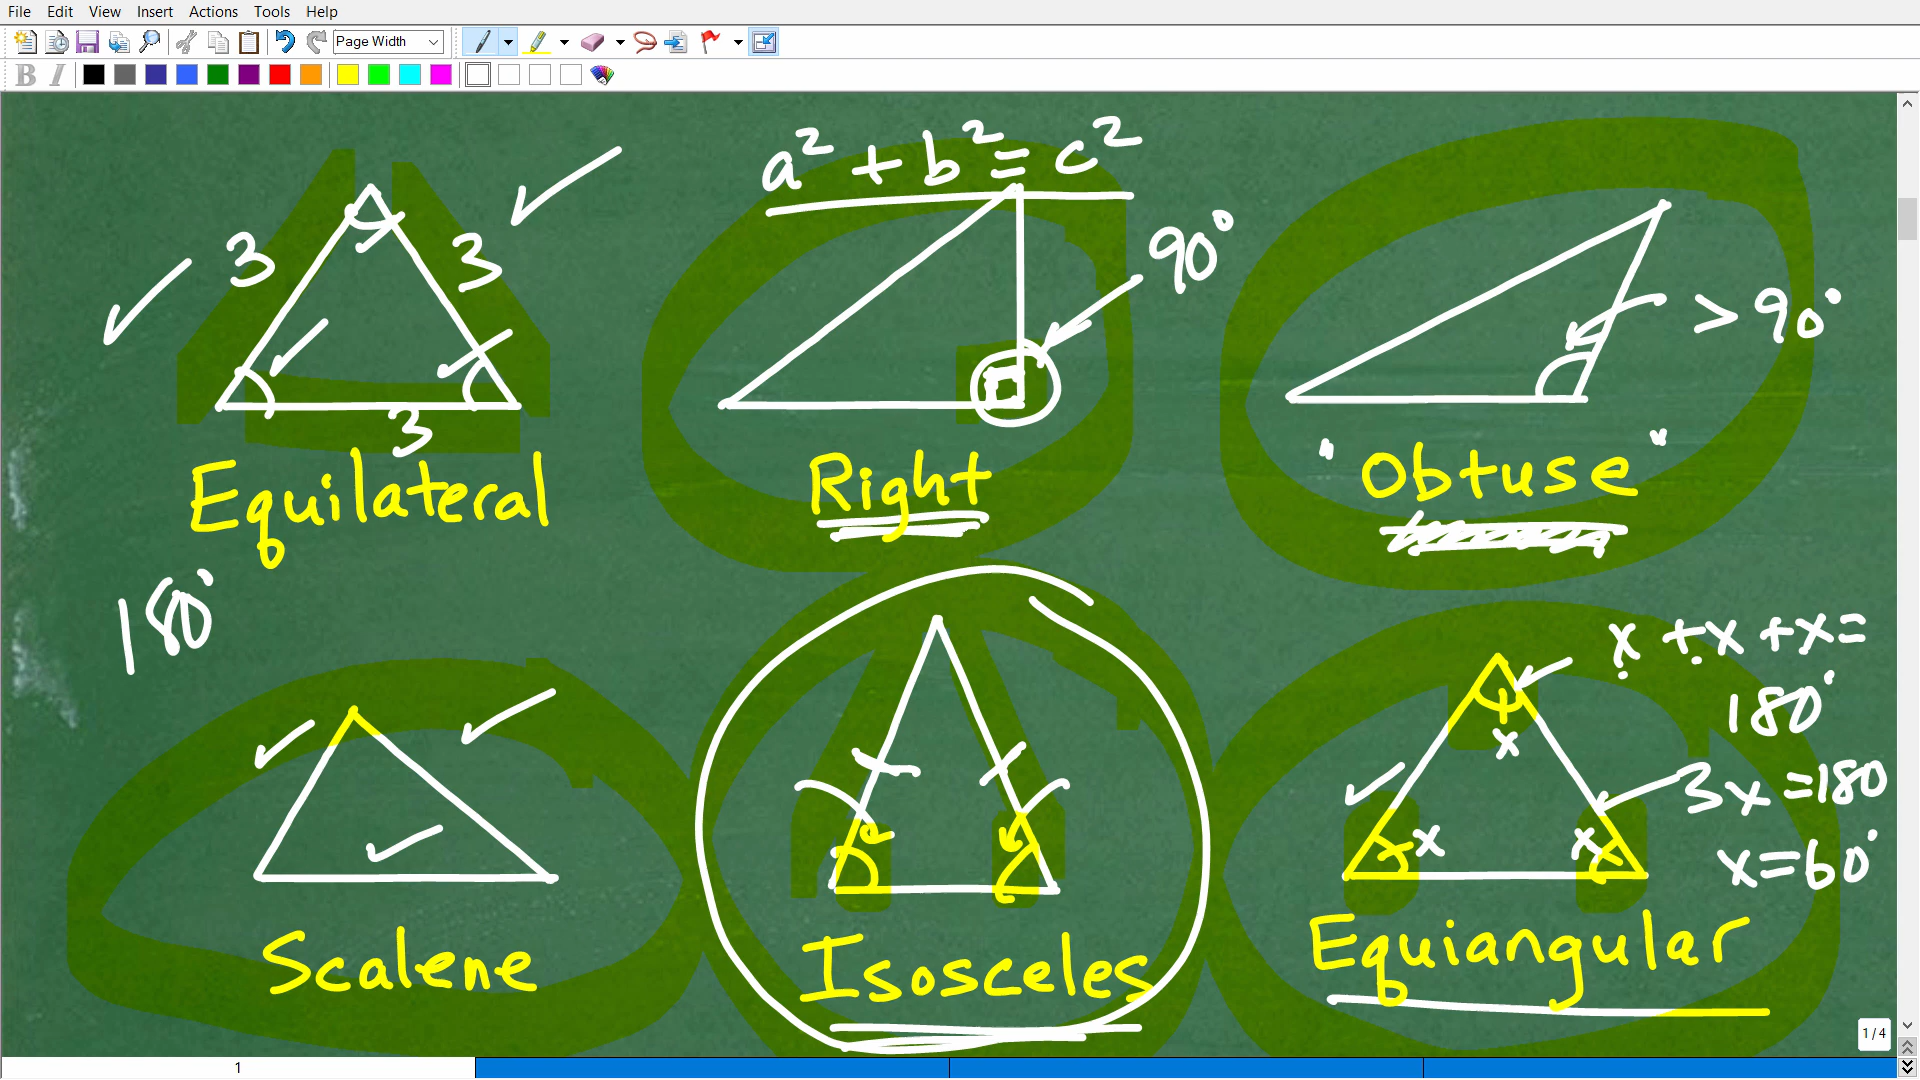 File Edit View Insert Actions Tools Help
Page Width
B I
a² + b² = c²
3 3
90°
> 90°
3
Equilateral
Right
"Obtuse"
180°
x + x + x =
180°
x
3x = 180
x x
x = 60°
Scalene
Isosceles
Equiangular
1 / 4
1